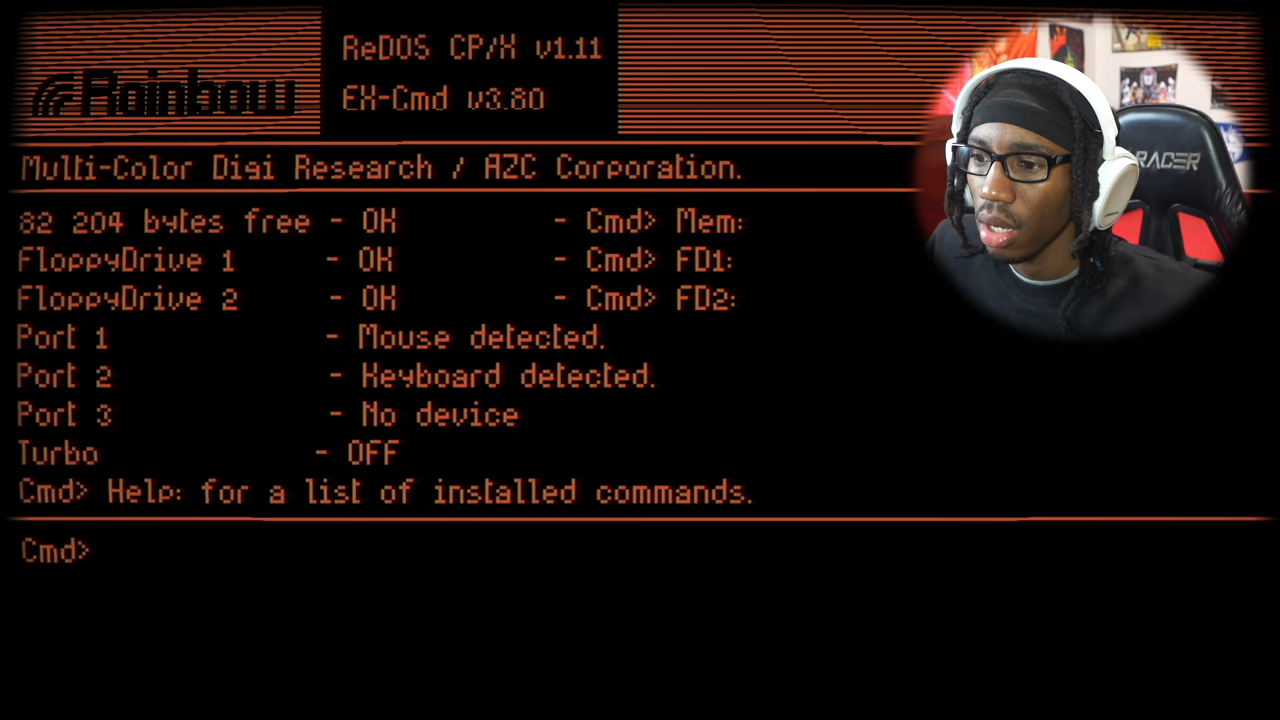 Rainbow
ReDOS CP/X v1.11
EX-Cmd v3.80
Multi-Color Digi Research / AZC Corporation.
82 204 bytes free - OK - Cmd> Mem:
FloppyDrive 1 - OK - Cmd> FD1:
FloppyDrive 2 - OK - Cmd> FD2:
Port 1 - Mouse detected.
Port 2 - Keyboard detected.
Port 3 - No device
Turbo - OFF
Cmd> Help: for a list of installed commands.
Cmd>
RACER